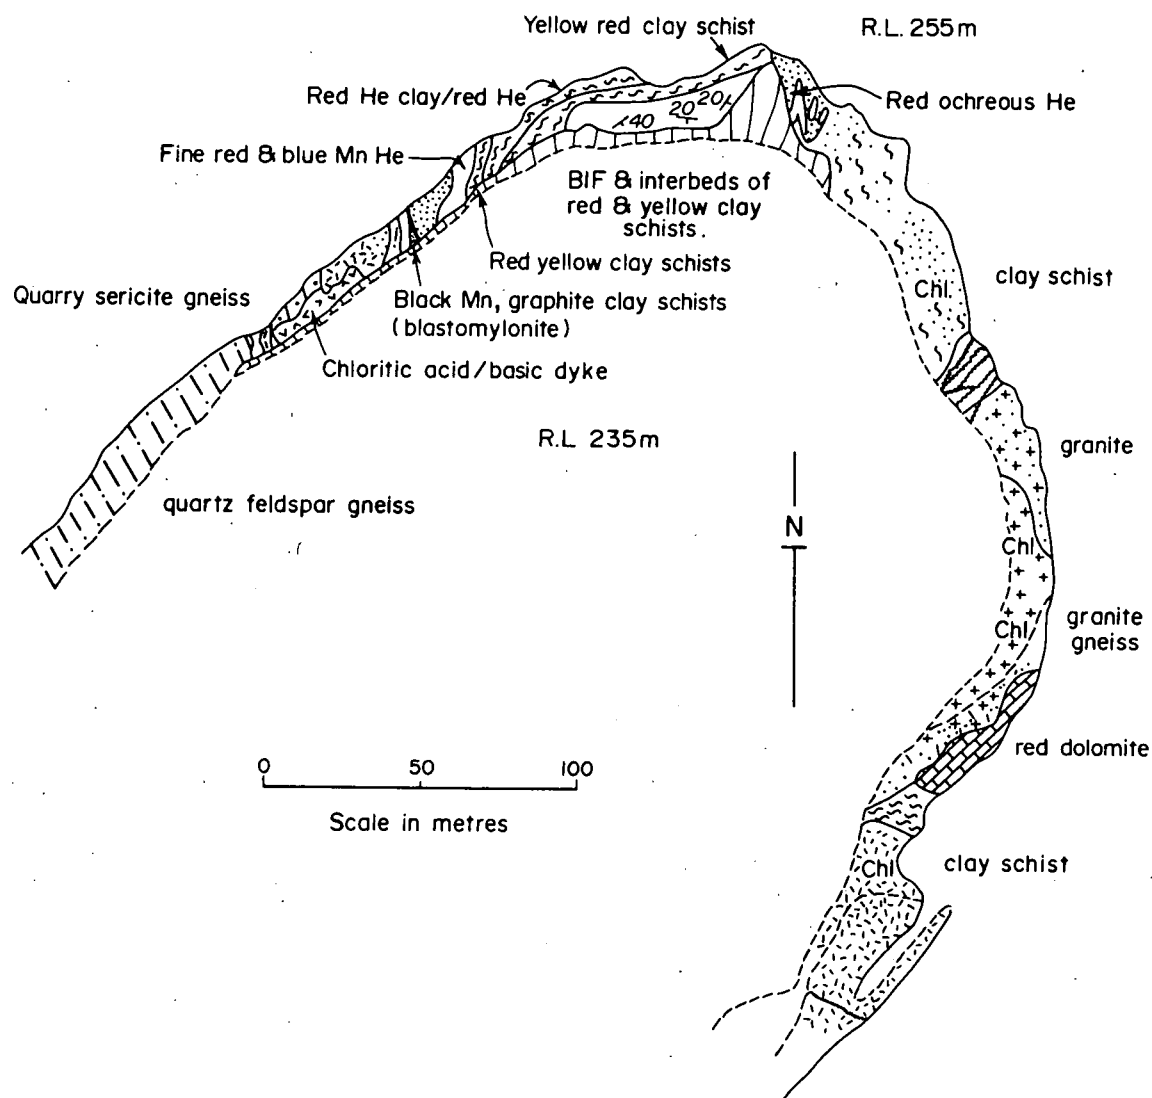 Yellow red clay schist
R.L. 255m
Red He clay/red He
Red ochreous He
20 20
40
Fine red & blue Mn He
BIF & interbeds of
red & yellow clay
schists.
Red yellow clay schists
clay schist
Chl.
Quarry sericite gneiss
Black Mn, graphite clay schists
(blastomylonite)
Chloritic acid/basic dyke
R.L 235m
granite
quartz feldspar gneiss
N
Chl
granite
gneiss
Chl
red dolomite
0 50 100
Scale in metres
Chl
clay schist